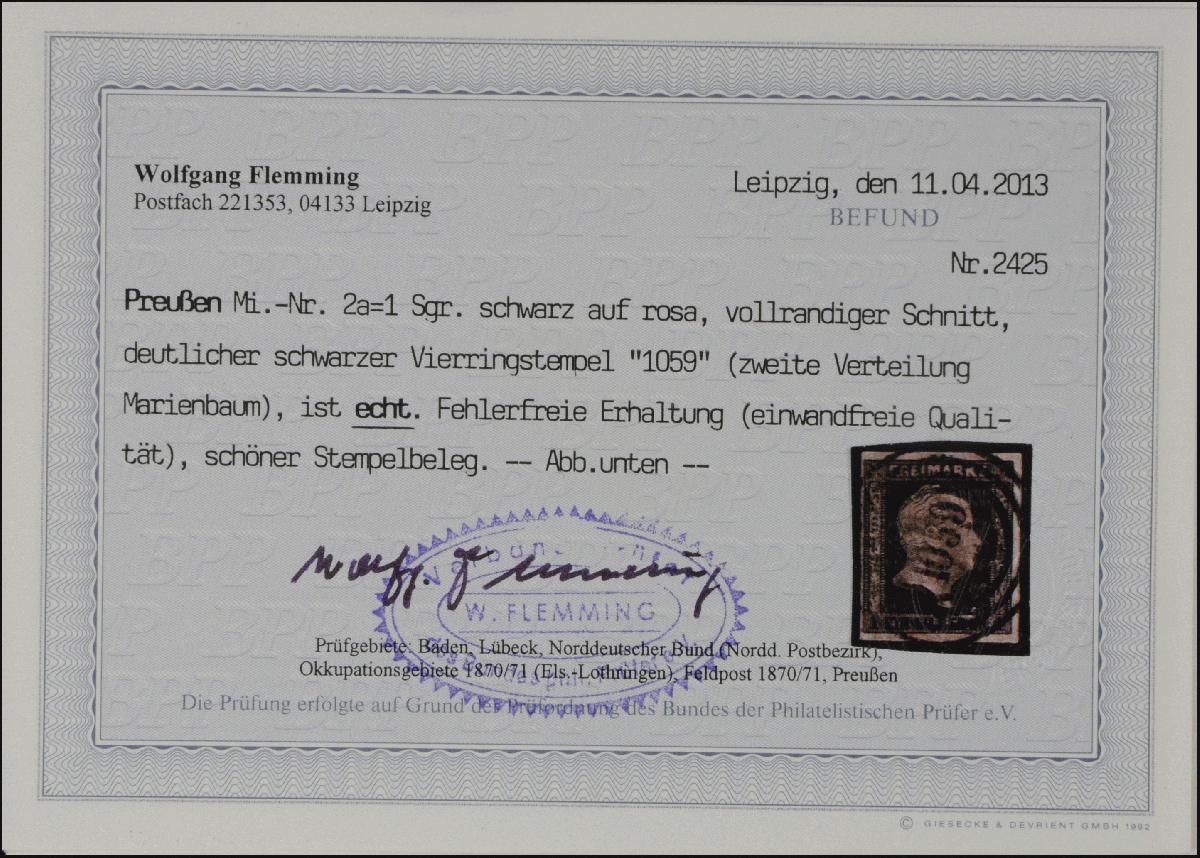 Wolfgang Flemming
Postfach 221353, 04133 Leipzig
Leipzig, den 11.04.2013
BEFUND
Nr.2425
Preußen Mi.-Nr. 2a=1 Sgr. schwarz auf rosa, vollrandiger Schnitt,
deutlicher schwarzer Vierringstempel "1059" (zweite Verteilung
Marienbaum), ist echt. Fehlerfreie Erhaltung (einwandfreie Quali-
tät), schöner Stempelbeleg. -- Abb.unten --
FREIMARKE
1059
Wolfg. Flemming
W. FLEMMING
Prüfgebiete: Baden, Lübeck, Norddeutscher Bund (Nordd. Postbezirk),
Okkupationsgebiete 1870/71 (Els.-Lothringen), Feldpost 1870/71, Preußen
Die Prüfung erfolgte auf Grund der Prüfordnung des Bundes der Philatelistischen Prüfer e.V.
© GIESECKE & DEVRIENT GMBH 1992